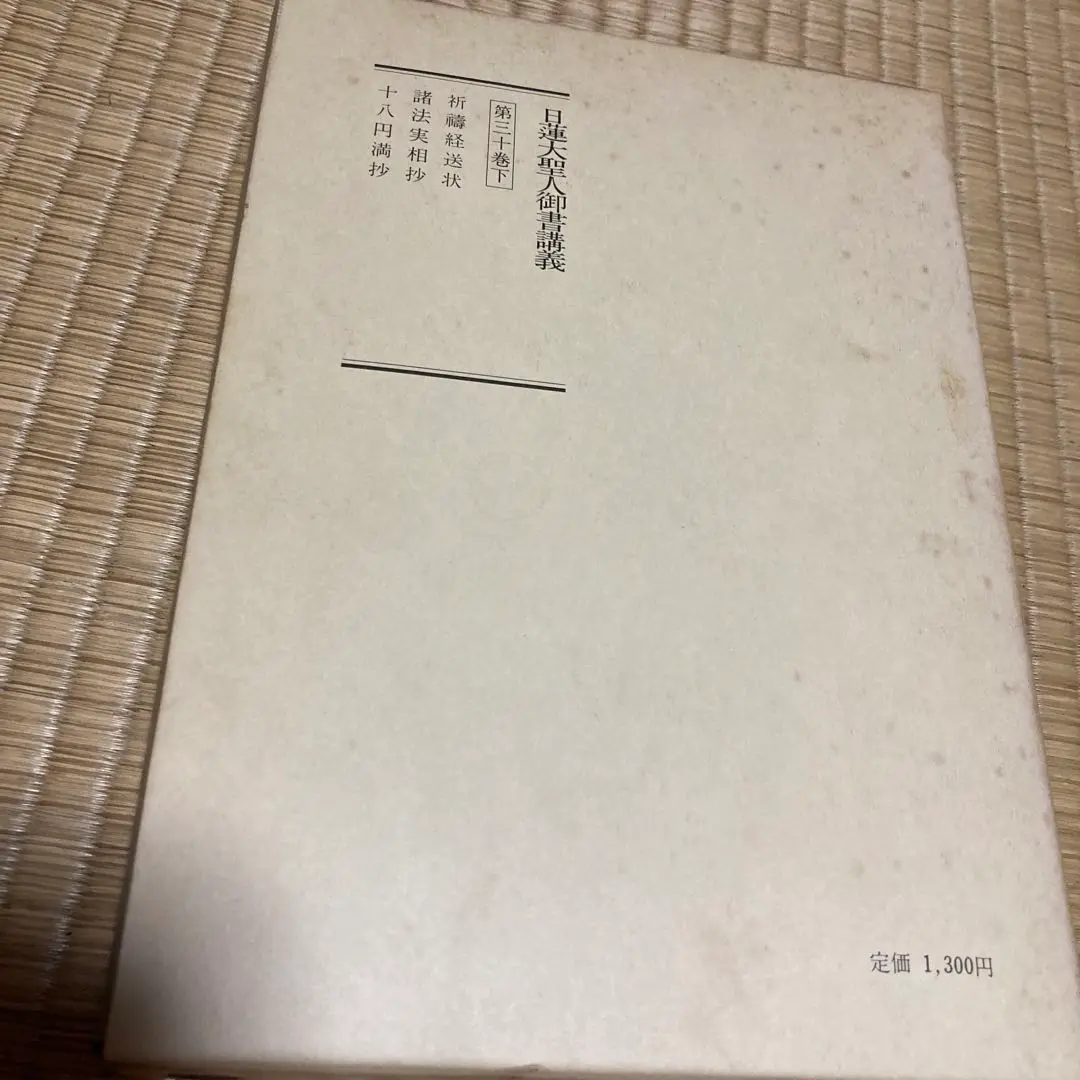 日蓮大聖人御書講義
第三十巻下
祈禱経送状
諸法実相抄
十八円満抄
定価 1,300円